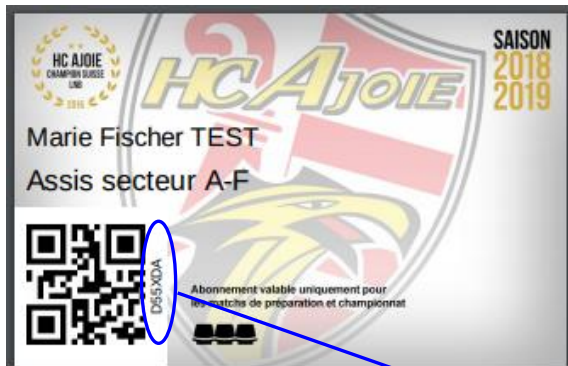 HC AJOIE
CHAMPION SUISSE
LNB
2016
SAISON
2018
2019
HC AJOIE
Marie Fischer TEST
Assis secteur A-F
D55XDA
Abonnement valable uniquement pour
les matchs de préparation et championnat